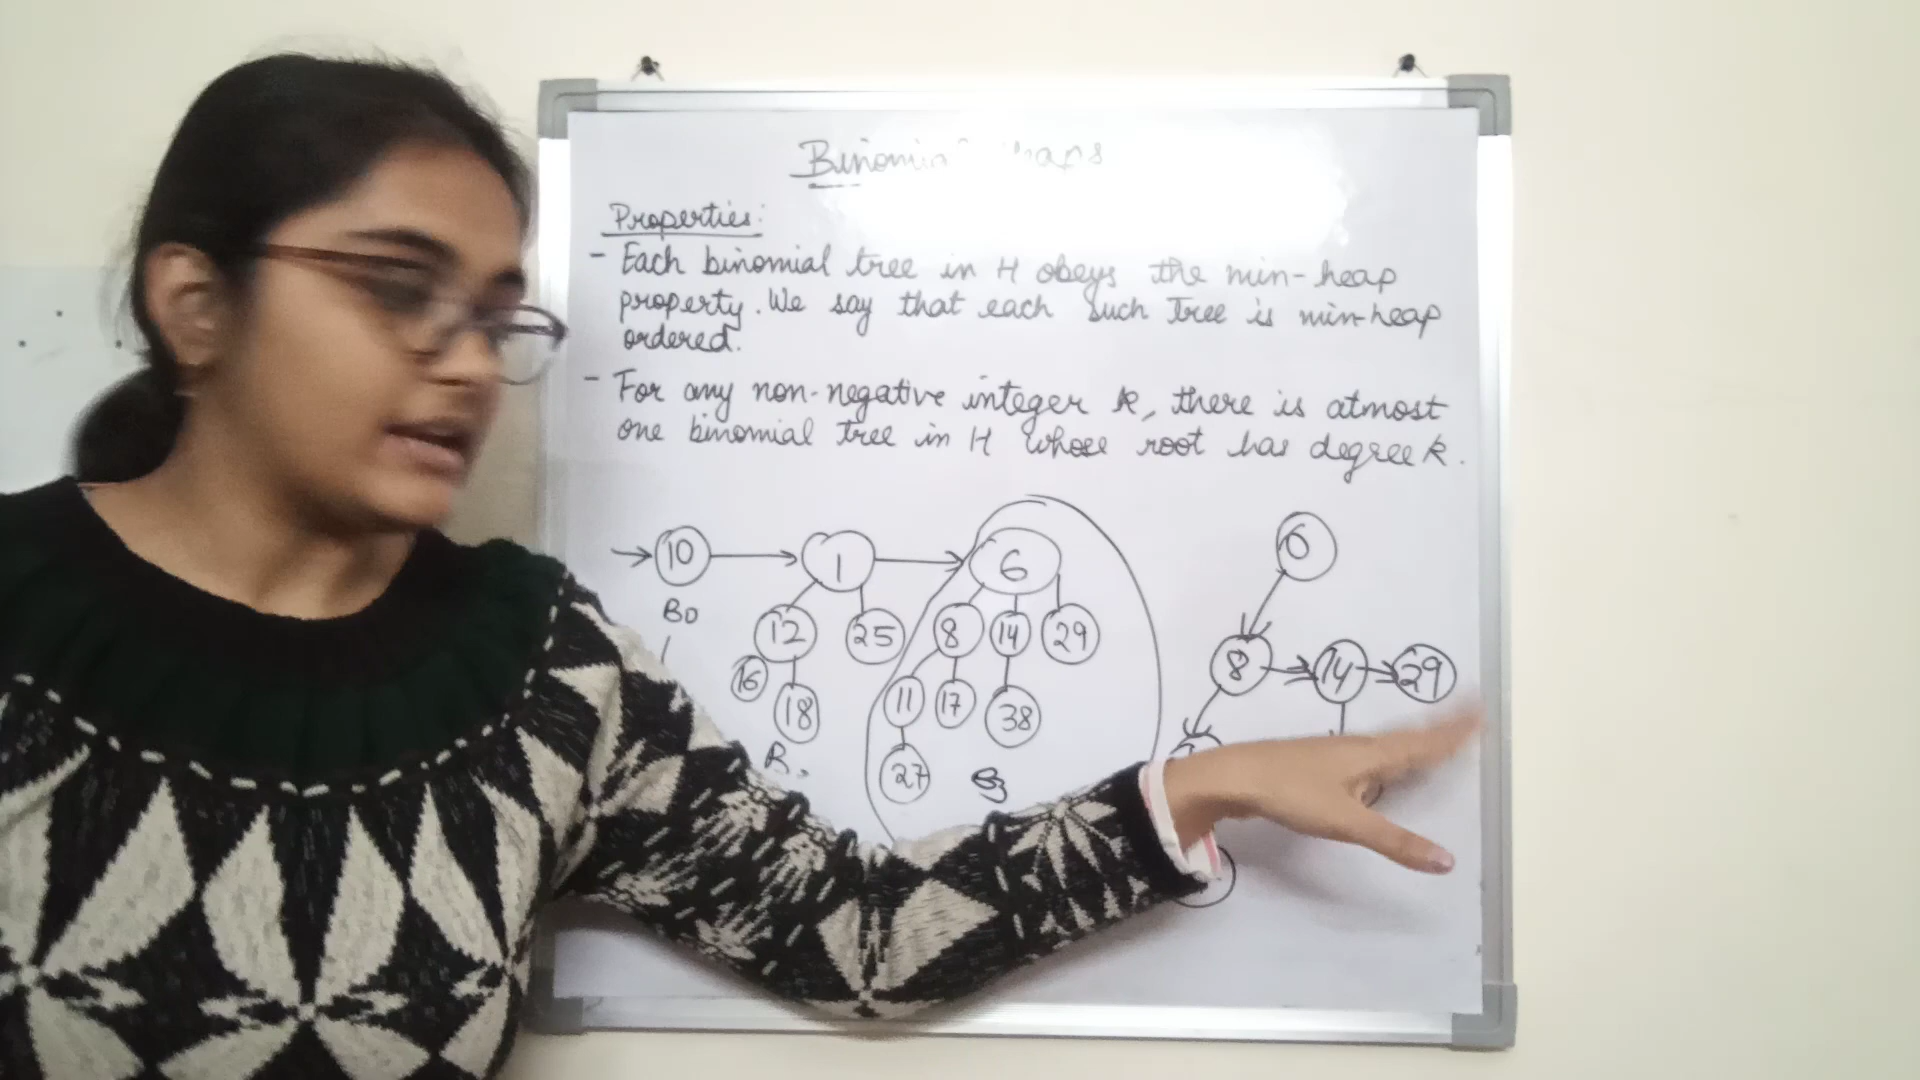 Properties:
- Each binomial tree in H obeys the min-heap
property. We say that each such tree is min-heap
ordered.
- For any non-negative integer k, there is atmost
one binomial tree in H whose root has degree k.
10 1 6 6
B0
12 25 8 14 29 8 14 29
16 18 11 17 38
27 B3